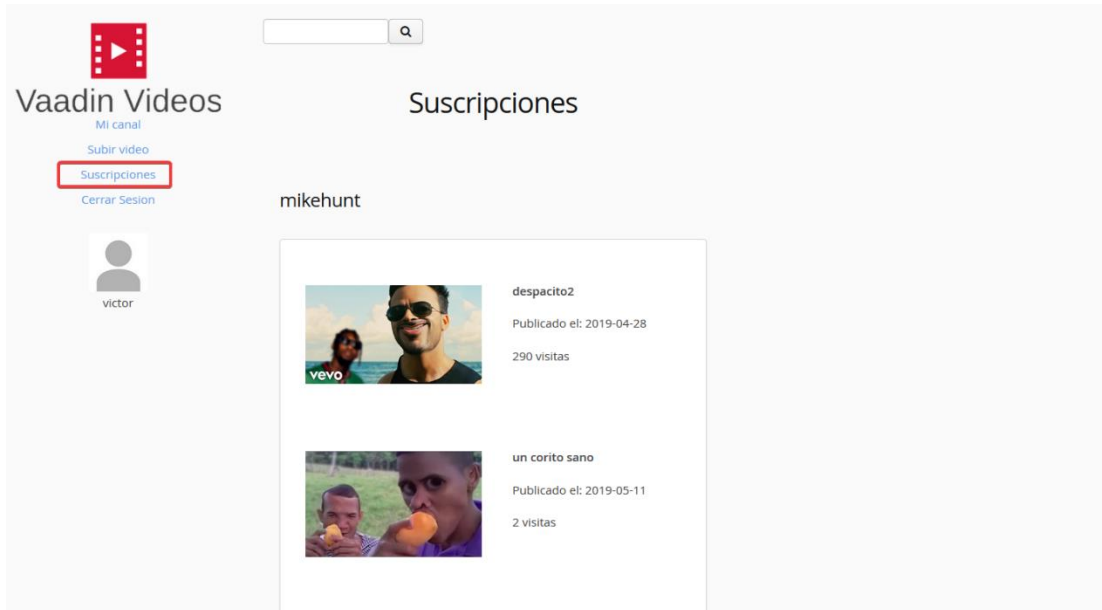 Vaadin Videos
Mi canal
Subir video
Suscripciones
Cerrar Sesion
victor
Suscripciones
mikehunt
vevo
despacito2
Publicado el: 2019-04-28
290 visitas
un corito sano
Publicado el: 2019-05-11
2 visitas